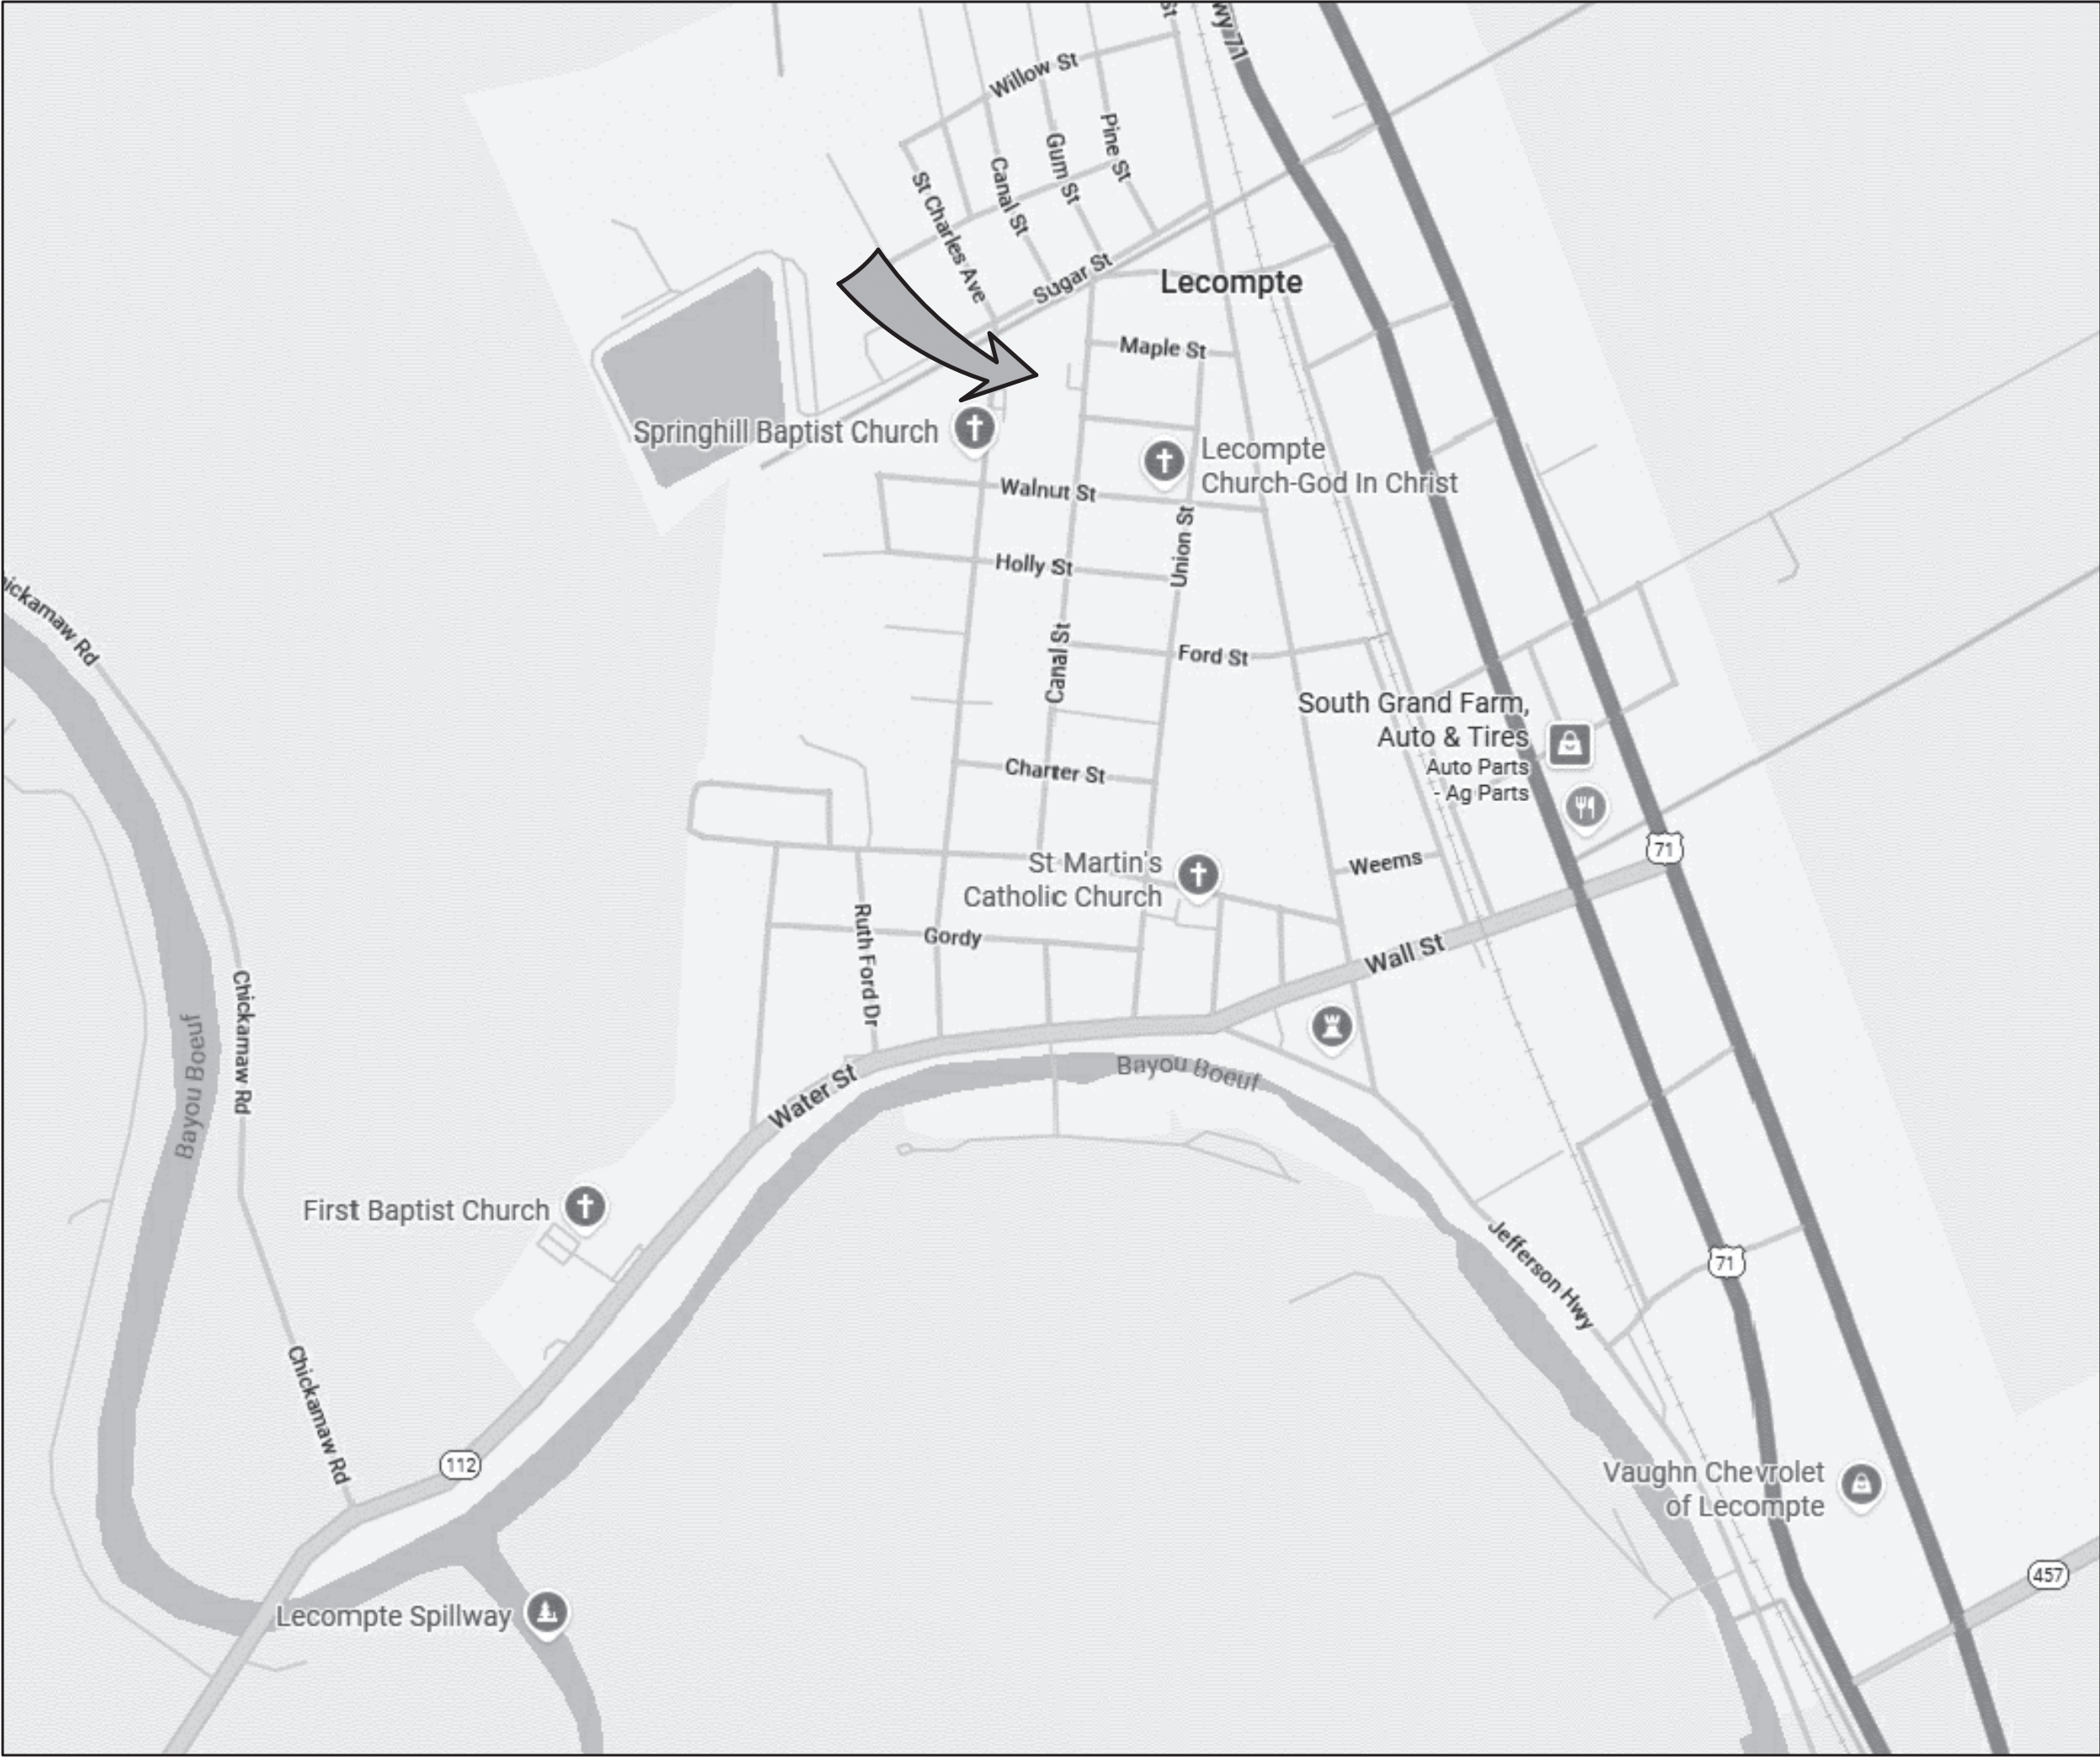 St
wy 71
Willow St
Pine St
Gum St
Canal St
St Charles Ave
Sugar St
Lecompte
Maple St
Springhill Baptist Church
Lecompte
Church-God In Christ
Walnut St
Union St
Holly St
hickamaw Rd
Canal St
Ford St
South Grand Farm,
Auto & Tires
Auto Parts
- Ag Parts
Charter St
71
St Martin's
Catholic Church
Weems
Ruth Ford Dr
Gordy
Wall St
Chickamaw Rd
Bayou Boeuf
Bayou Boeuf
Water St
First Baptist Church
Jefferson Hwy
71
Chickamaw Rd
112
Vaughn Chevrolet
of Lecompte
457
Lecompte Spillway